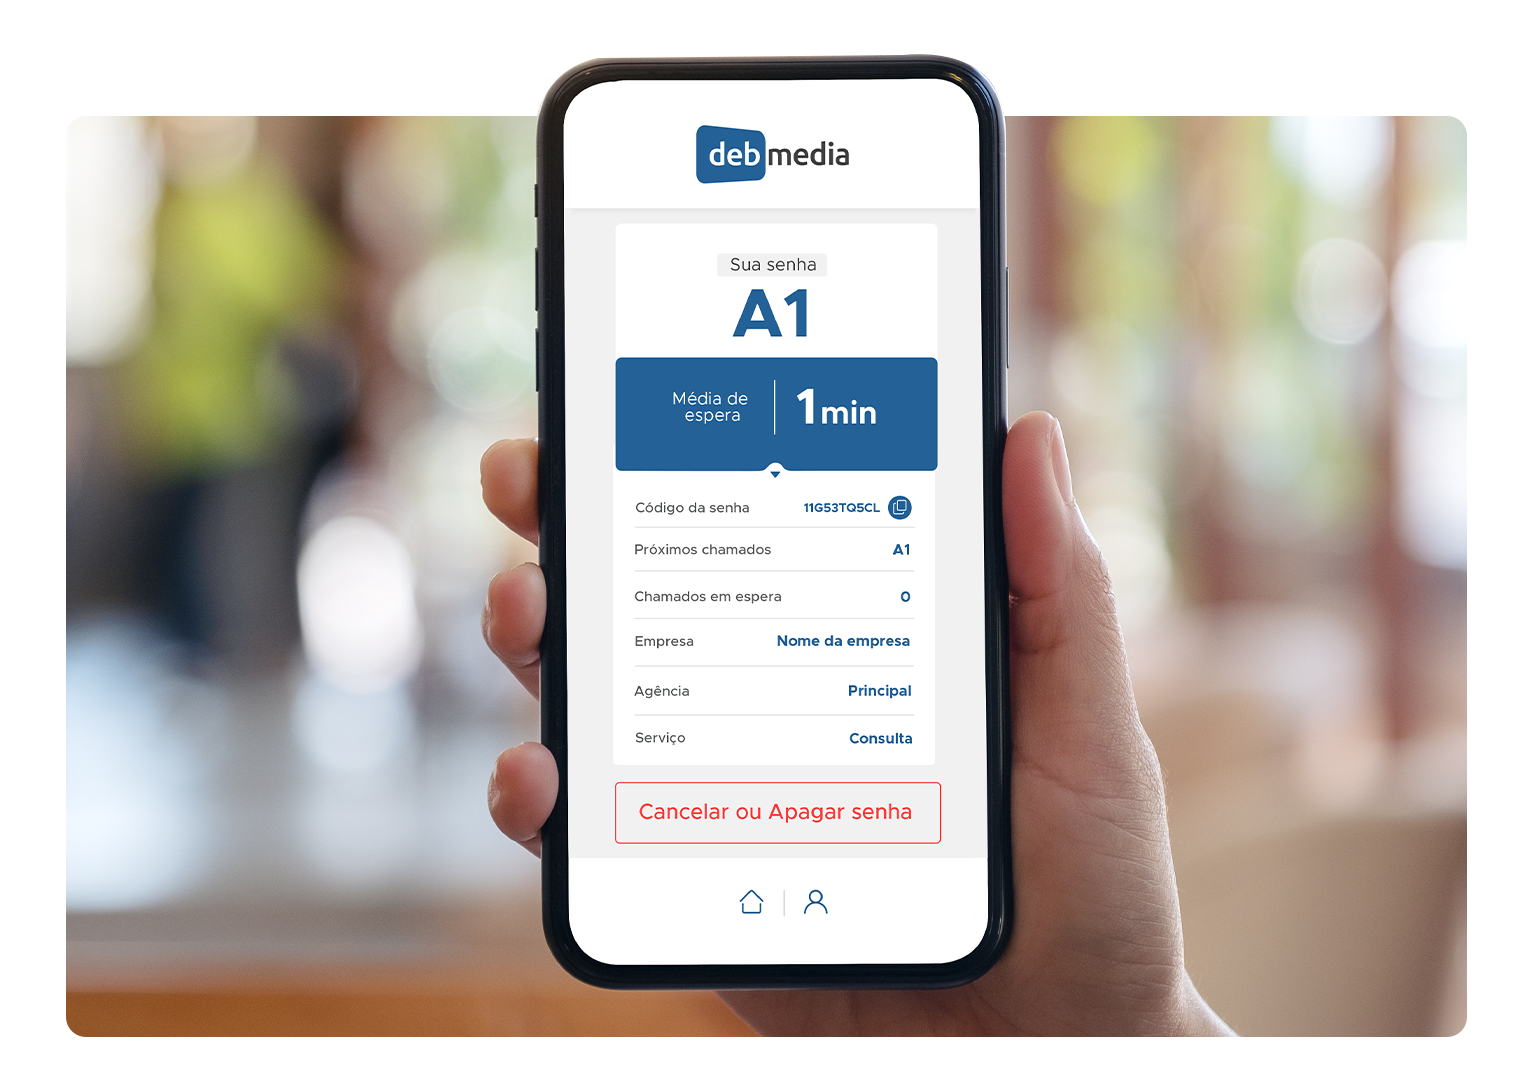 debmedia
Sua senha
A1
Média de
espera
1min
Código da senha 11G53TQ5CL
Próximos chamados A1
Chamados em espera 0
Empresa Nome da empresa
Agência Principal
Serviço Consulta
Cancelar ou Apagar senha